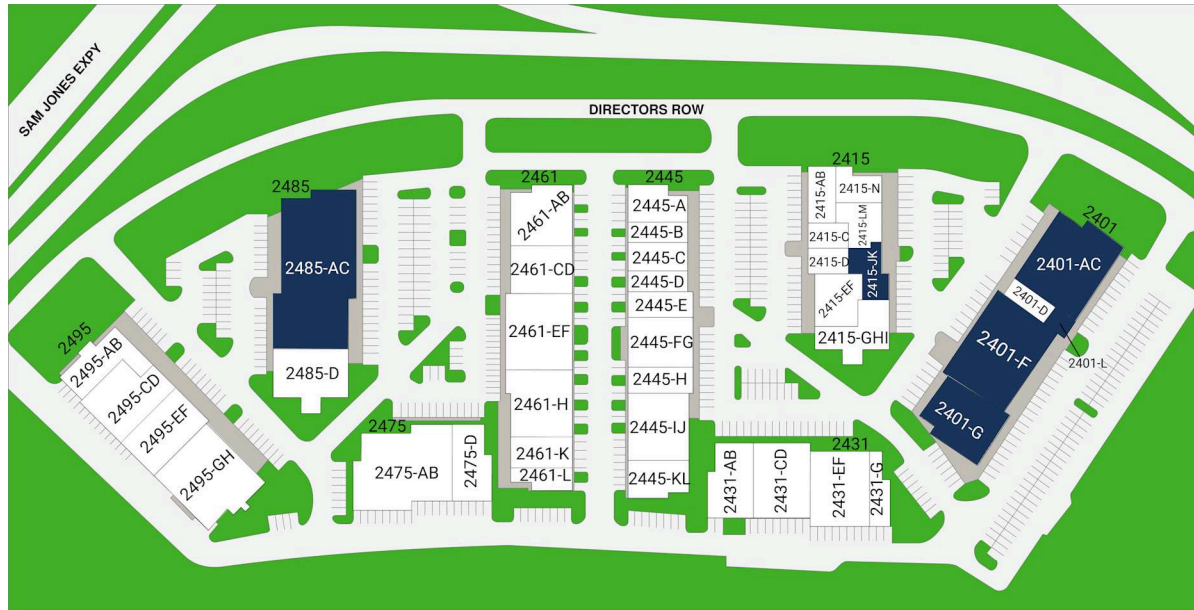 SAM JONES EXPY
DIRECTORS ROW
2485
2485-AC
2485-D
2495
2495-AB
2495-CD
2495-EF
2495-GH
2475
2475-AB
2475-D
2461
2461-AB
2461-CD
2461-EF
2461-H
2461-K
2461-L
2445
2445-A
2445-B
2445-C
2445-D
2445-E
2445-FG
2445-H
2445-IJ
2445-KL
2415
2415-AB
2415-N
2415-LM
2415-C
2415-D
2415-JK
2415-EF
2415-GHI
2431
2431-AB
2431-CD
2431-EF
2431-G
2401
2401-AC
2401-D
2401-F
2401-L
2401-G